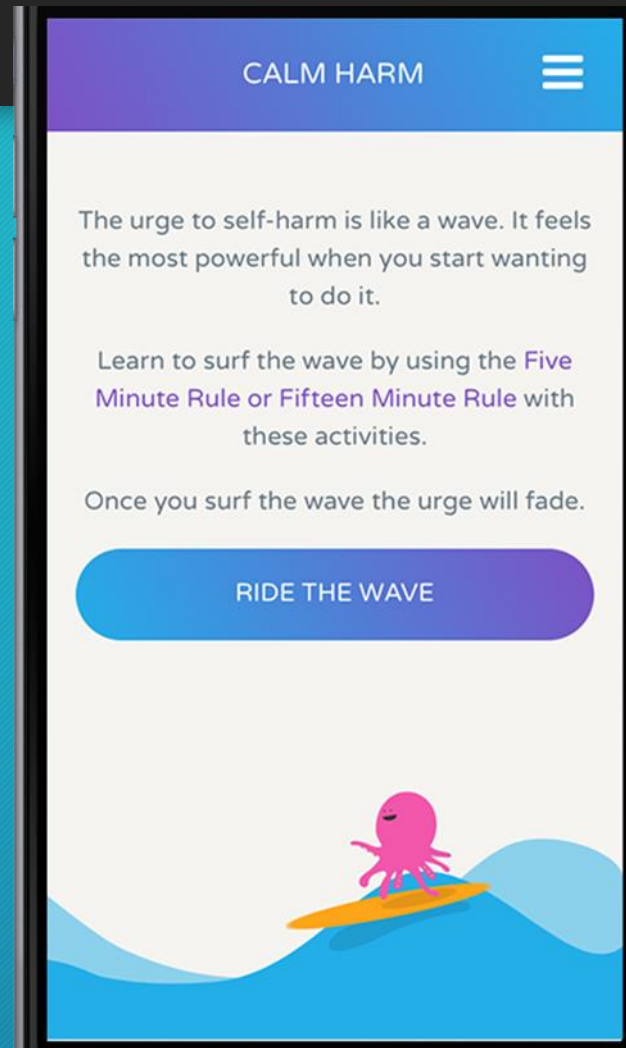 CALM HARM
The urge to self-harm is like a wave. It feels
the most powerful when you start wanting
to do it.
Learn to surf the wave by using the Five
Minute Rule or Fifteen Minute Rule with
these activities.
Once you surf the wave the urge will fade.
RIDE THE WAVE